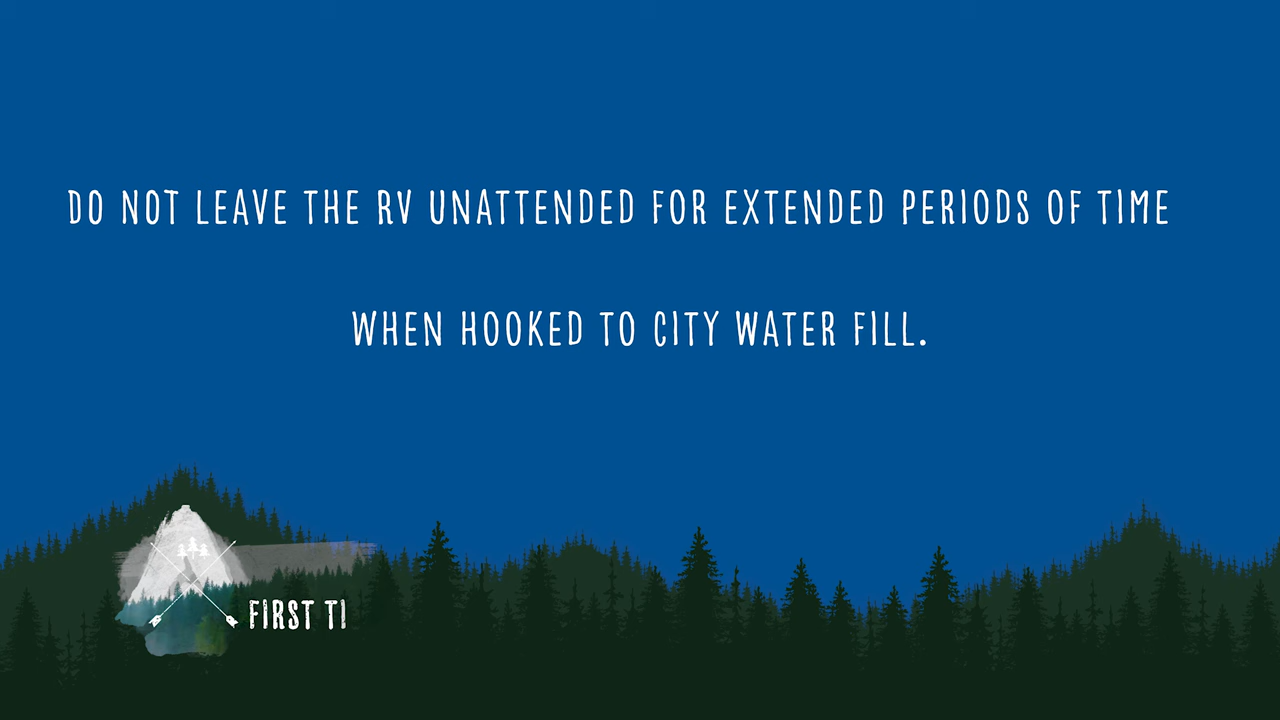 DO NOT LEAVE THE RV UNATTENDED FOR EXTENDED PERIODS OF TIME
WHEN HOOKED TO CITY WATER FILL.
FIRST TI